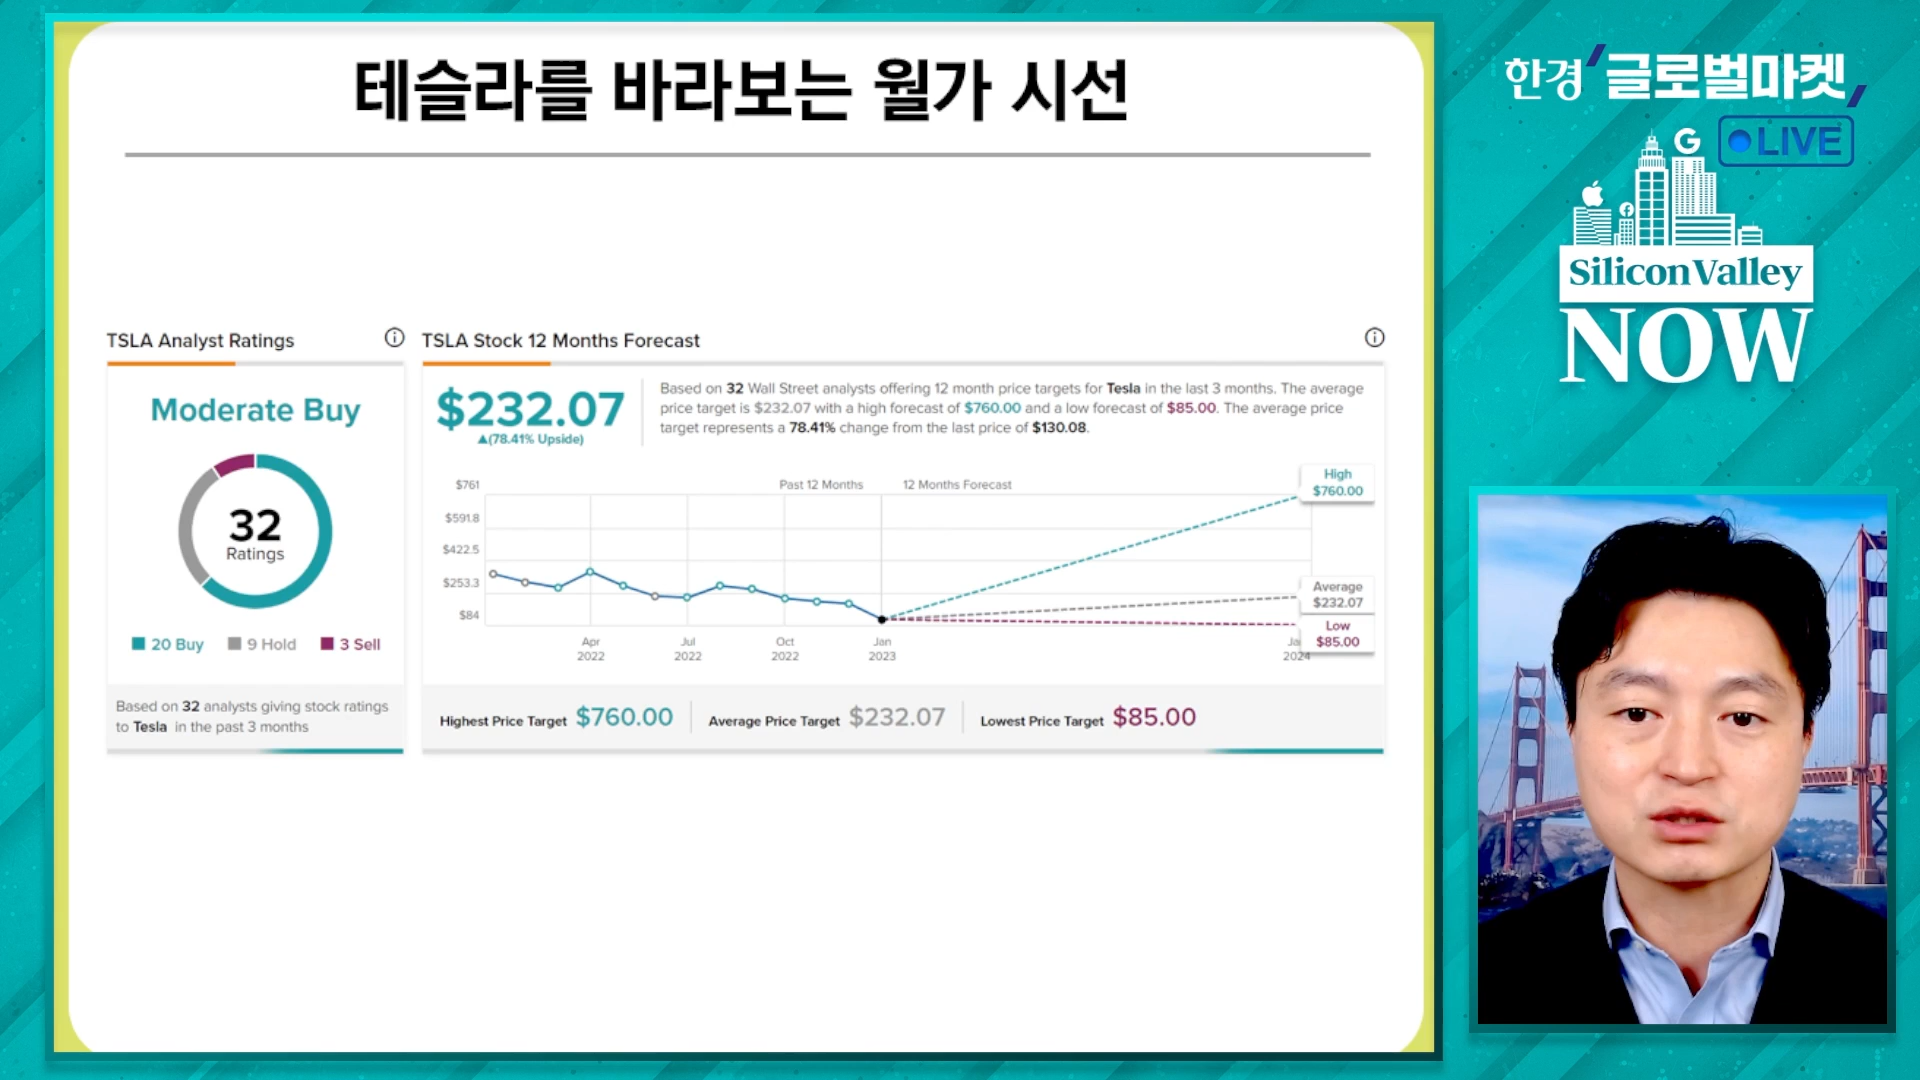 테슬라를 바라보는 월가 시선
한경 글로벌마켓
LIVE
G
SiliconValley
NOW
TSLA Analyst Ratings
Moderate Buy
32
Ratings
20 Buy 9 Hold 3 Sell
Based on 32 analysts giving stock ratings
to Tesla in the past 3 months
TSLA Stock 12 Months Forecast
$232.07
▲(78.41% Upside)
Based on 32 Wall Street analysts offering 12 month price targets for Tesla in the last 3 months. The average
price target is $232.07 with a high forecast of $760.00 and a low forecast of $85.00. The average price
target represents a 78.41% change from the last price of $130.08.
Past 12 Months 12 Months Forecast
$761
$591.8
$422.5
$253.3
$84
High
$760.00
Average
$232.07
Low
$85.00
Apr
2022
Jul
2022
Oct
2022
Jan
2023
Ja
2024
Highest Price Target $760.00 Average Price Target $232.07 Lowest Price Target $85.00